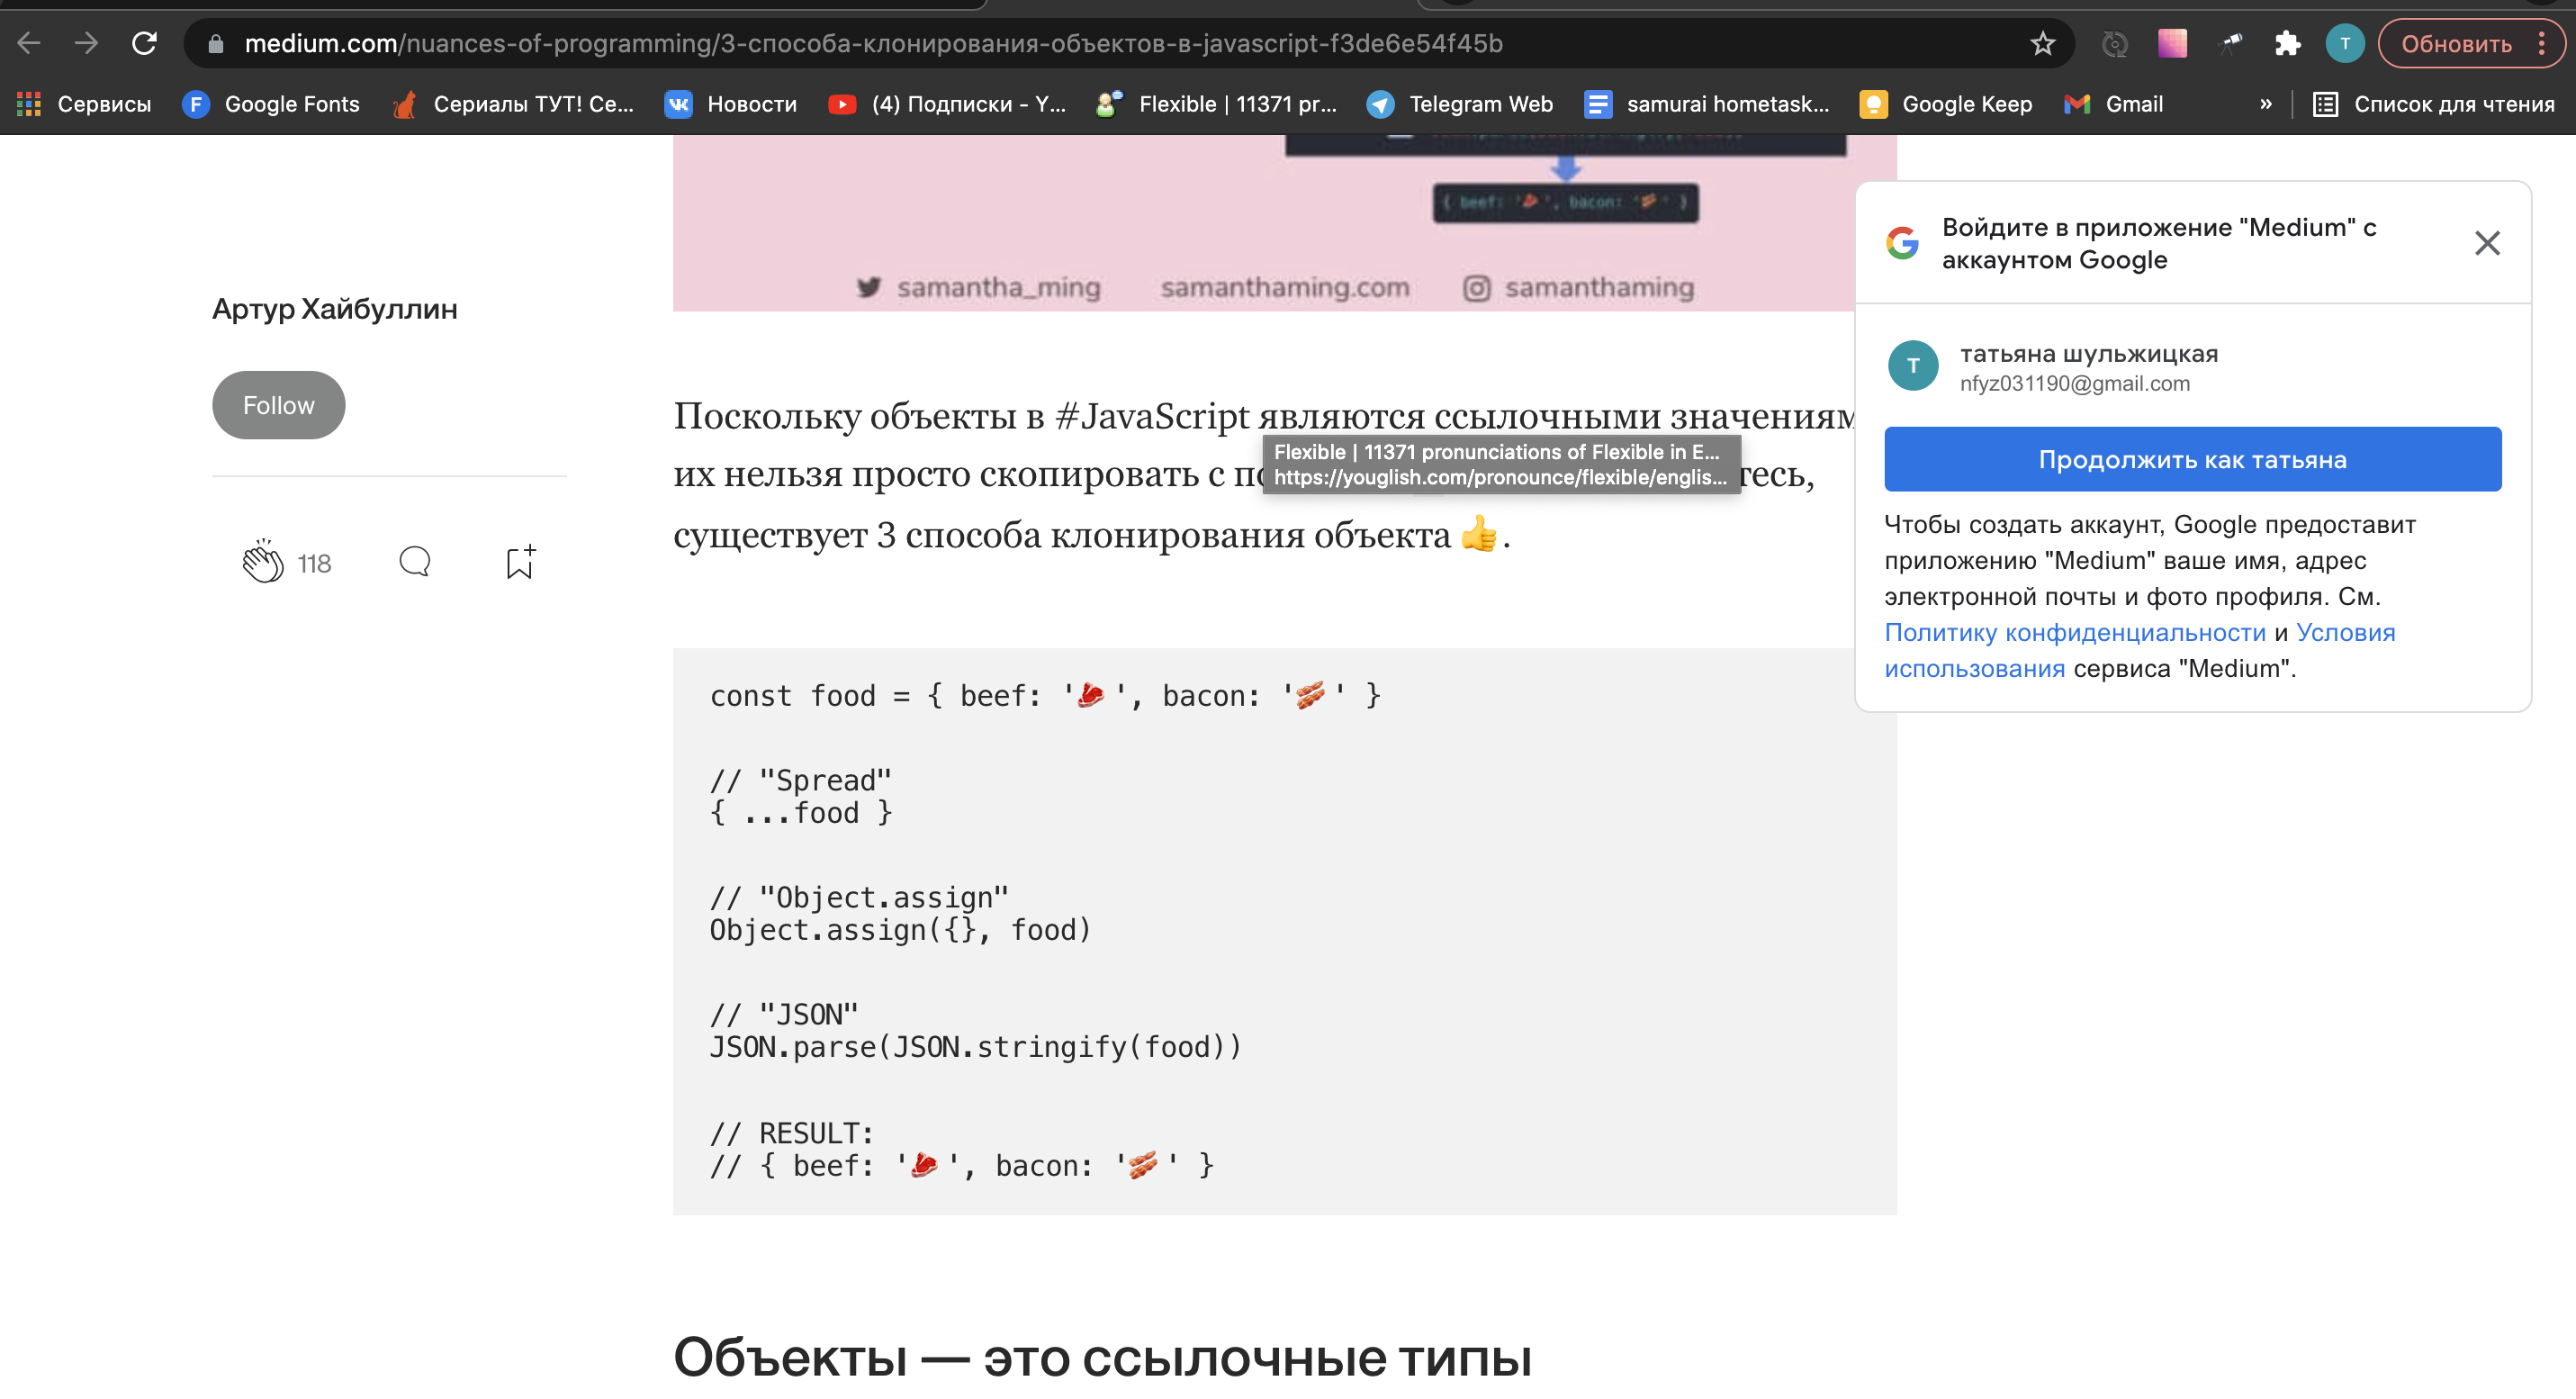 medium.com/nuances-of-programming/3-способа-клонирования-объектов-в-javascript-f3de6e54f45b
T
Обновить
Сервисы
F Google Fonts
Сериалы ТУТ! Се...
Новости
(4) Подписки - Y...
Flexible | 11371 pr...
Telegram Web
samurai hometask...
Google Keep
Gmail
»
Список для чтения
{ beef: '🥩', bacon: '🥓' }
samantha_ming samanthaming.com samanthaming
Артур Хайбуллин
Follow
118
Поскольку объекты в #JavaScript являются ссылочными
их нельзя просто скопировать с
существует 3 способа клонирования объекта 👍.
Flexible | 11371 pronunciations of Flexible in E...
https://youglish.com/pronounce/flexible/englis...
const food = { beef: '🥩', bacon: '🥓' }
// "Spread"
{ ...food }
// "Object.assign"
Object.assign({}, food)
// "JSON"
JSON.parse(JSON.stringify(food))
// RESULT:
// { beef: '🥩', bacon: '🥓' }
Объекты — это ссылочные типы
Войдите в приложение "Medium" с
аккаунтом Google
T
татьяна шульжицкая
nfyz031190@gmail.com
Продолжить как татьяна
Чтобы создать аккаунт, Google предоставит
приложению "Medium" ваше имя, адрес
электронной почты и фото профиля. См.
Политику конфиденциальности и Условия
использования сервиса "Medium".